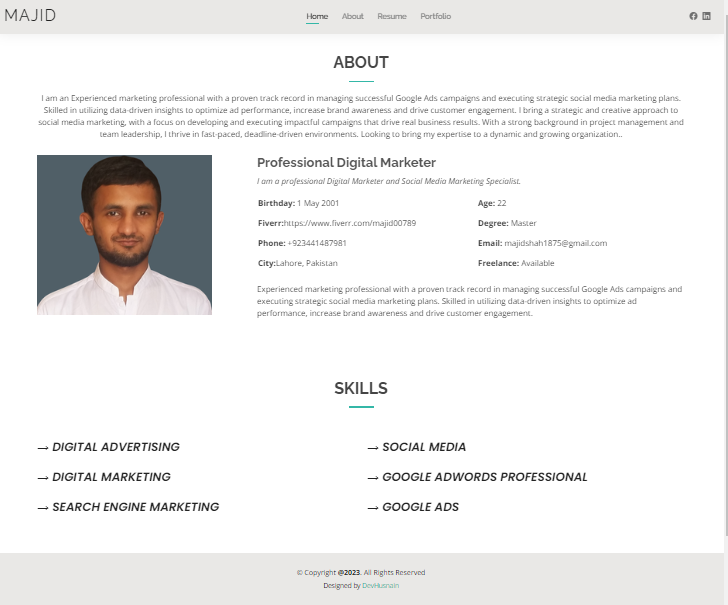 MAJID
Home About Resume Portfolio
ABOUT
I am an Experienced marketing professional with a proven track record in managing successful Google Ads campaigns and executing strategic social media marketing plans.
Skilled in utilizing data-driven insights to optimize ad performance, increase brand awareness and drive customer engagement. I bring a strategic and creative approach to
social media marketing, with a focus on developing and executing impactful campaigns that drive real business results. With a strong background in project management and
team leadership, I thrive in fast-paced, deadline-driven environments. Looking to bring my expertise to a dynamic and growing organization..
Professional Digital Marketer
I am a professional Digital Marketer and Social Media Marketing Specialist.
Birthday: 1 May 2001
Age: 22
Fiverr:https://www.fiverr.com/majid00789
Degree: Master
Phone: +923441487981
Email: majidshah1875@gmail.com
City:Lahore, Pakistan
Freelance: Available
Experienced marketing professional with a proven track record in managing successful Google Ads campaigns and
executing strategic social media marketing plans. Skilled in utilizing data-driven insights to optimize ad
performance, increase brand awareness and drive customer engagement.
SKILLS
→ DIGITAL ADVERTISING
→ SOCIAL MEDIA
→ DIGITAL MARKETING
→ GOOGLE ADWORDS PROFESSIONAL
→ SEARCH ENGINE MARKETING
→ GOOGLE ADS
© Copyright @2023. All Rights Reserved
Designed by DevHusnain